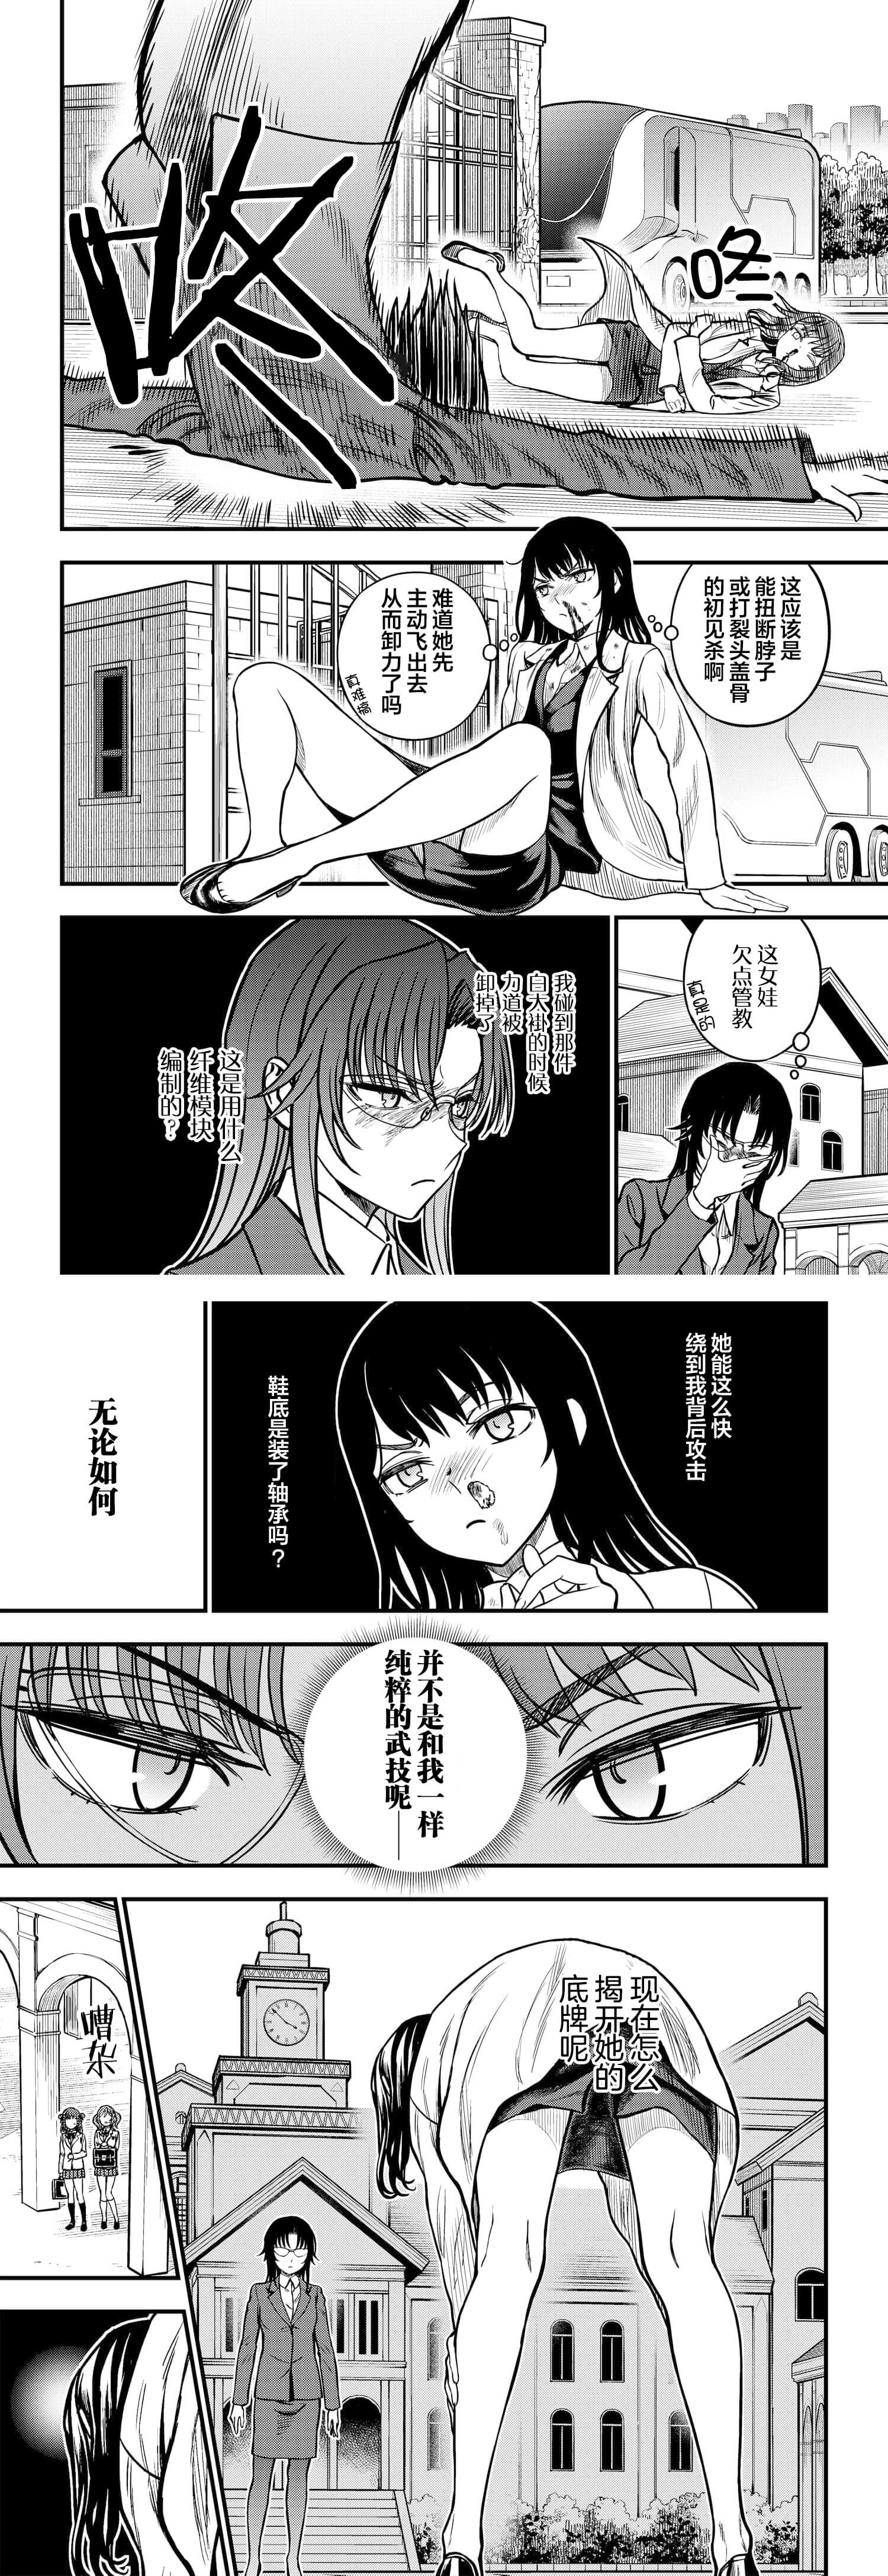 咚
咚
这应该是
能扭断脖子
或打裂头盖骨
的初见杀啊
难道她先
主动飞出去
从而卸力了吗
真难搞
这女娃
欠点管教
真是的
我碰到那件
白大褂的时候
力道被
卸掉了
这是用什么
纤维模块
编制的？
她能这么快
绕到我背后攻击
鞋底是装了轴承吗？
无论如何
并不是和我一样
纯粹的武技呢——
现在怎么
揭开她的
底牌呢
嘈杂